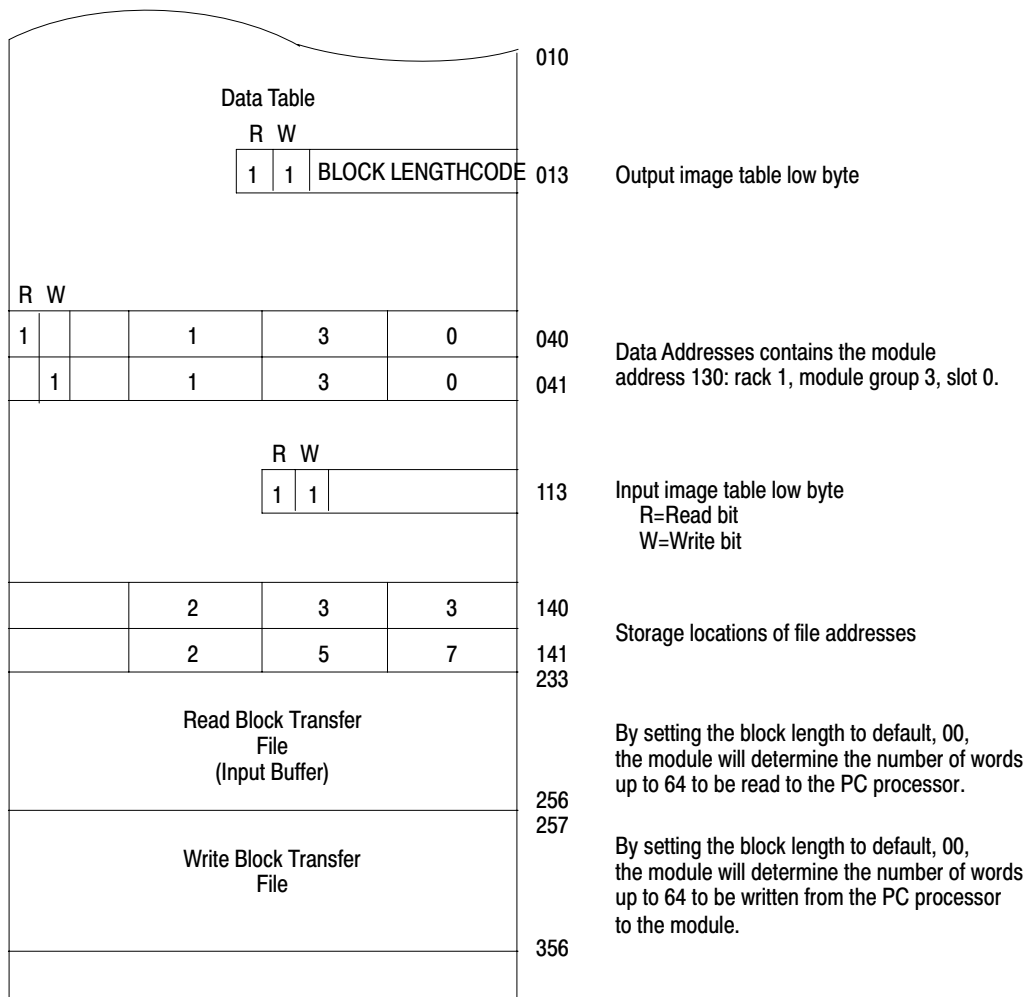 010
Data Table
R W
1 1 BLOCK LENGTHCODE 013 Output image table low byte
R W
1 1 3 0 040
Data Addresses contains the module
address 130: rack 1, module group 3, slot 0.
1 1 3 0 041
R W
1 1 113 Input image table low byte
R=Read bit
W=Write bit
2 3 3 140
Storage locations of file addresses
2 5 7 141
233
Read Block Transfer
File
(Input Buffer)
By setting the block length to default, 00,
the module will determine the number of words
up to 64 to be read to the PC processor.
256
257
Write Block Transfer
File
By setting the block length to default, 00,
the module will determine the number of words
up to 64 to be written from the PC processor
to the module.
356